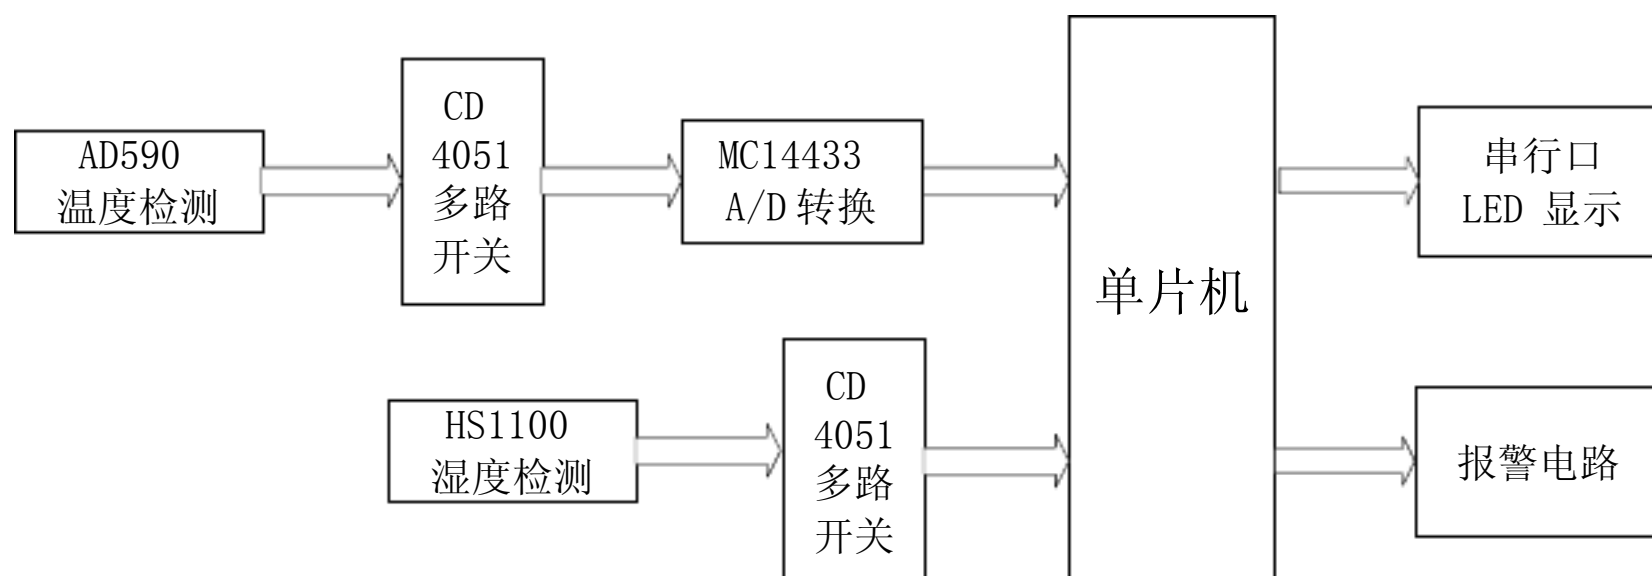 AD590
温度检测
CD
4051
多路
开关
MC14433
A/D 转换
单片机
串行口
LED 显示
HS1100
湿度检测
CD
4051
多路
开关
报警电路